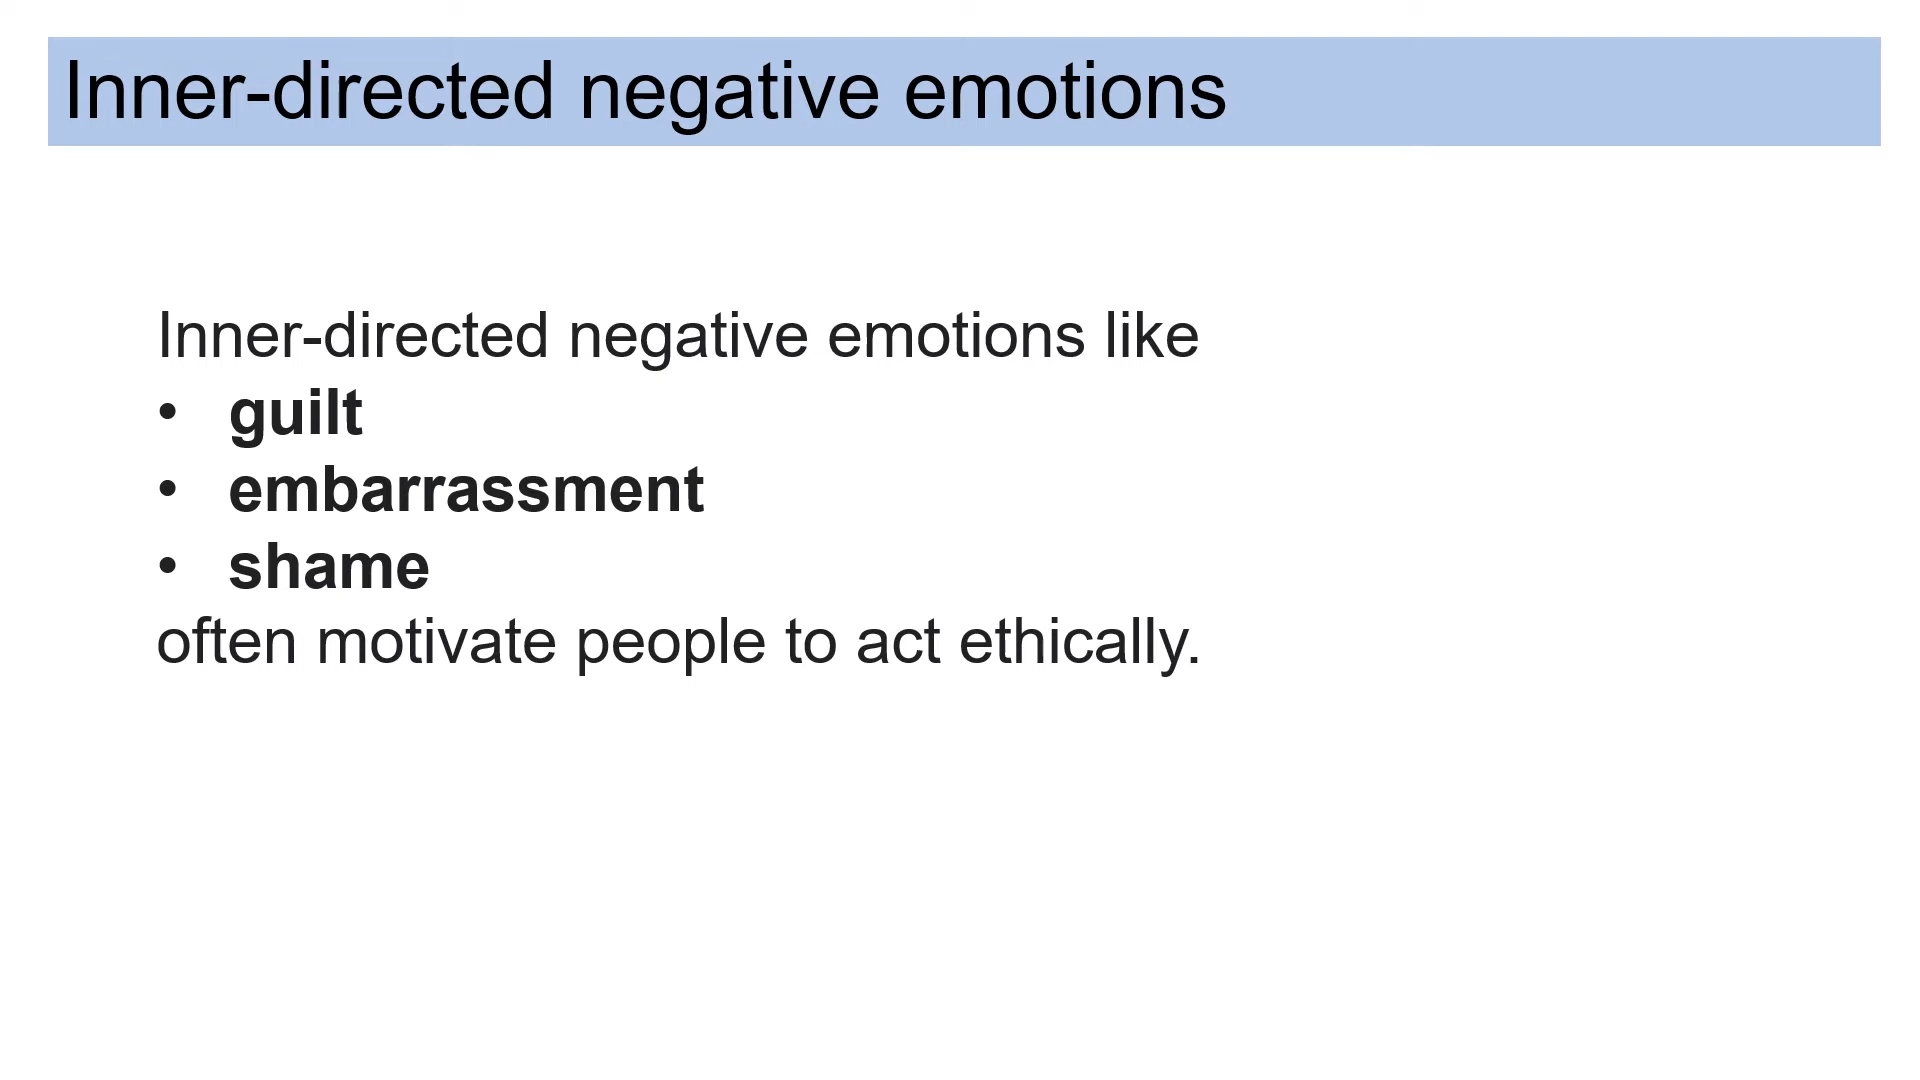 Inner-directed negative emotions
Inner-directed negative emotions like
• guilt
• embarrassment
• shame
often motivate people to act ethically.